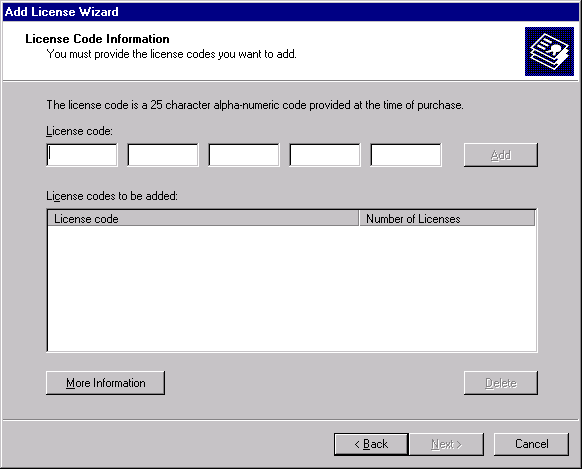 Add License Wizard
License Code Information
You must provide the license codes you want to add.
The license code is a 25 character alpha-numeric code provided at the time of purchase.
License code:
Add
License codes to be added:
License code Number of Licenses
More Information Delete
< Back Next > Cancel